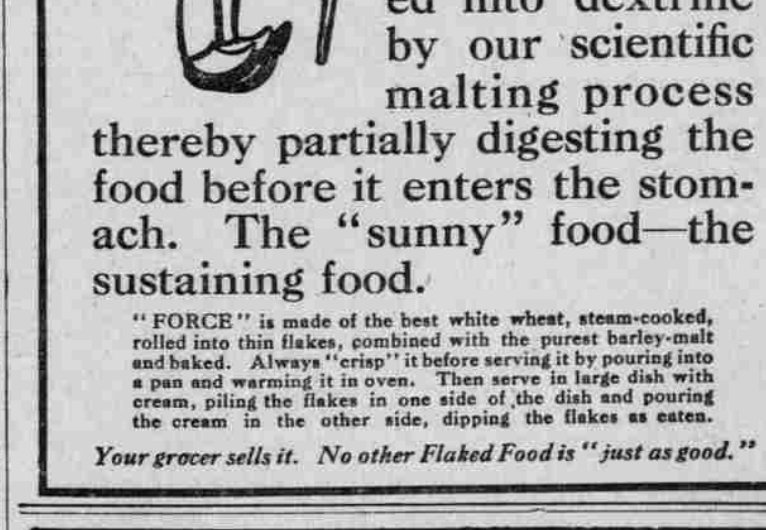 ed into dextrine
by our scientific
malting process
thereby partially digesting the
food before it enters the stom-
ach. The “sunny” food—the
sustaining food.
“FORCE” is made of the best white wheat, steam-cooked,
rolled into thin flakes, combined with the purest barley-malt
and baked. Always “crisp” it before serving it by pouring into
a pan and warming it in oven. Then serve in large dish with
cream, piling the flakes in one side of the dish and pouring
the cream in the other side, dipping the flakes as eaten.
Your grocer sells it. No other Flaked Food is “just as good.”